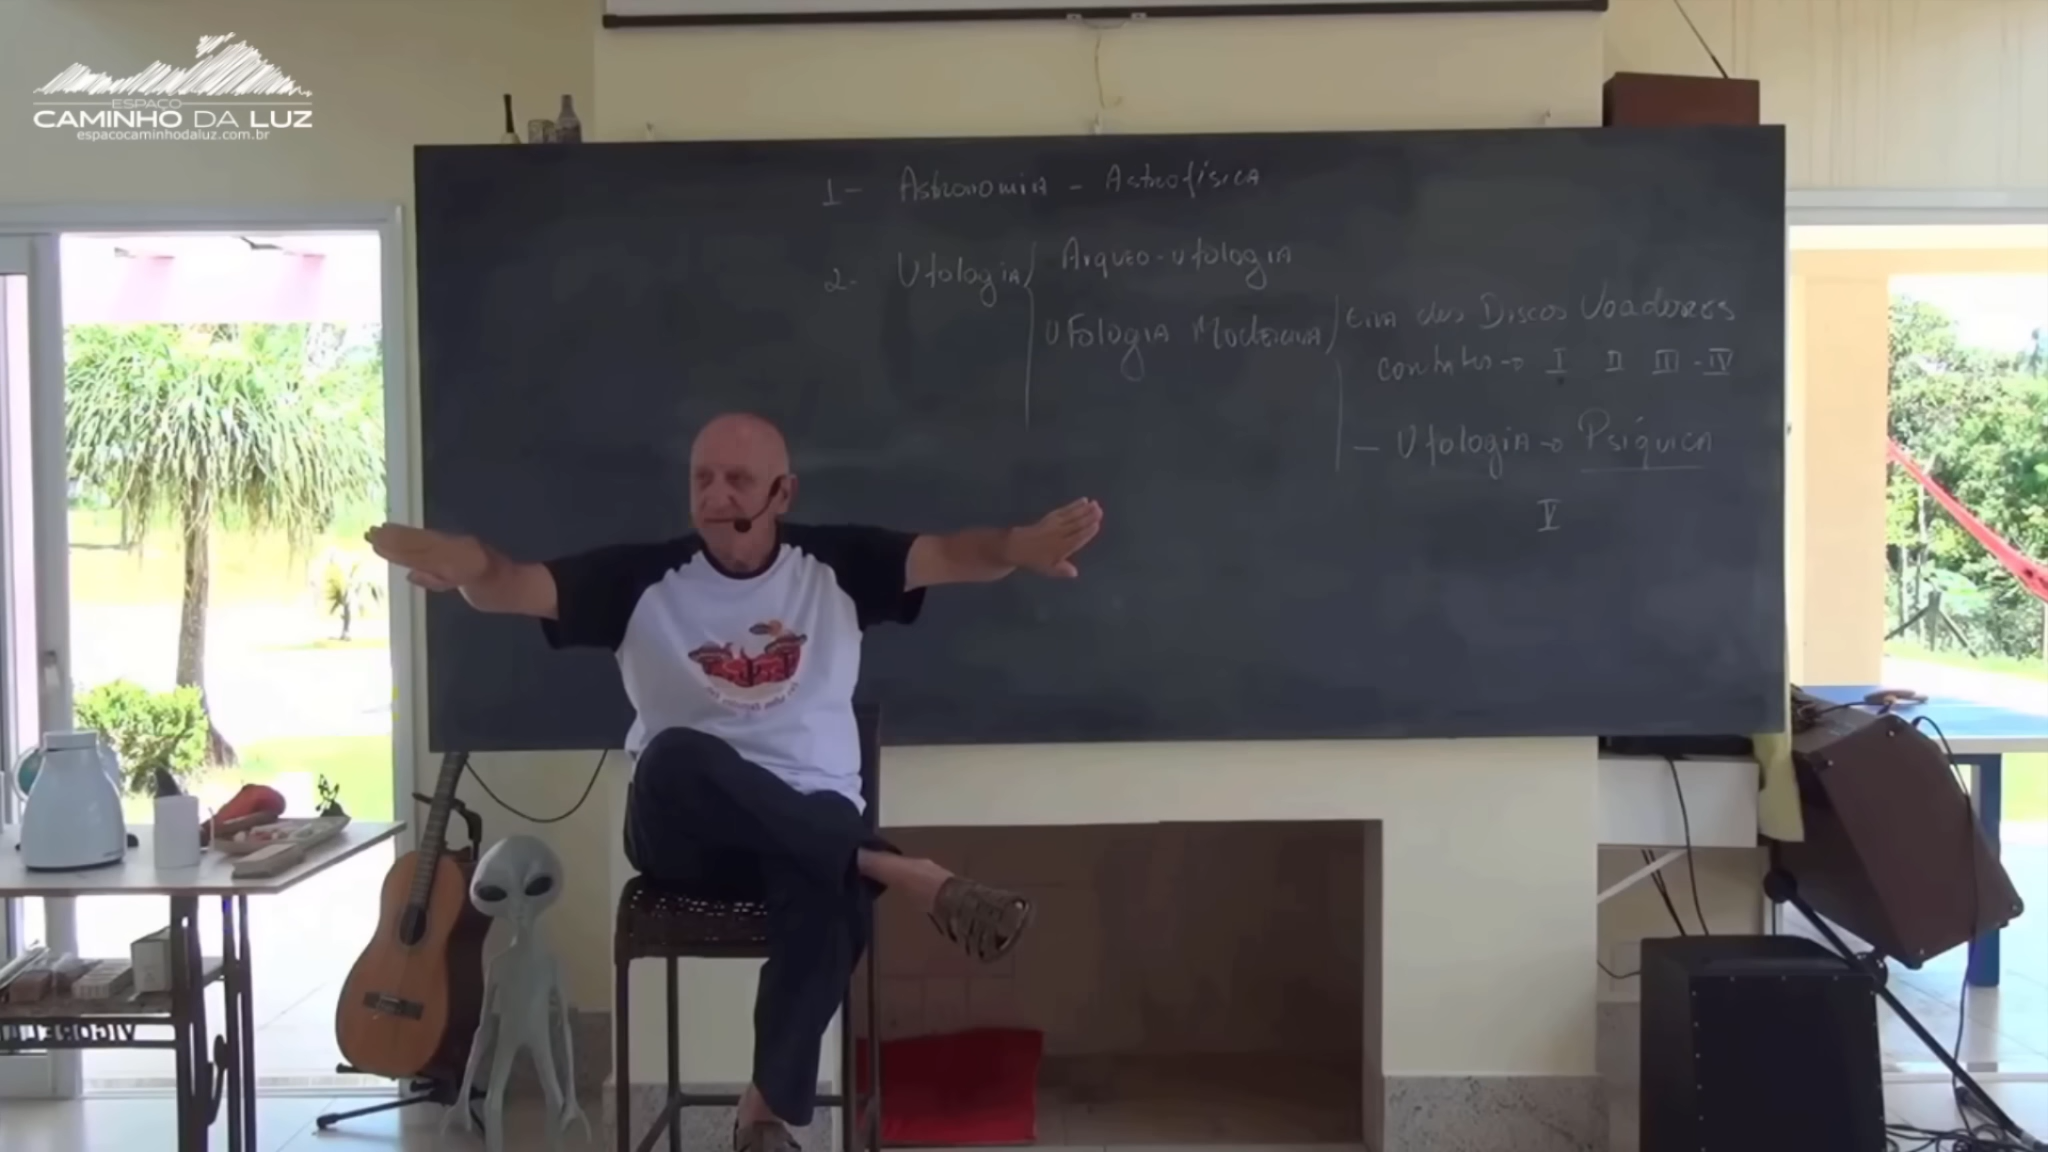 ESPAÇO
CAMINHO DA LUZ
espacocaminhodaluz.com.br
1- Astronomia - Astrofísica
2- Ufologia
Arqueo-ufologia
Ufologia Moderna
Era dos Discos Voadores
contatos → I II III - IV
- Ufologia → Psíquica
V